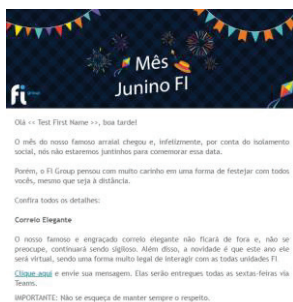 Mês
Junino FI
fi group
Olá << Test First Name >>, boa tarde!
O mês do nosso famoso arraial chegou e, infelizmente, por conta do isolamento
social, nós não estaremos juntinhos para comemorar essa data.
Porém, o FI Group pensou com muito carinho em uma forma de festejar com todos
vocês, mesmo que seja à distância.
Confira todos os detalhes:
Correio Elegante
O nosso famoso e engraçado correio elegante não ficará de fora e, não se
preocupe, continuará sendo sigiloso. Além disso, a novidade é que este ano ele
será virtual, sendo uma forma muito legal de interagir com as todas unidades FI
Clique aqui e envie sua mensagem. Elas serão entregues todas as sextas-feiras via
Teams.
IMPORTANTE: Não se esqueça de manter sempre o respeito.